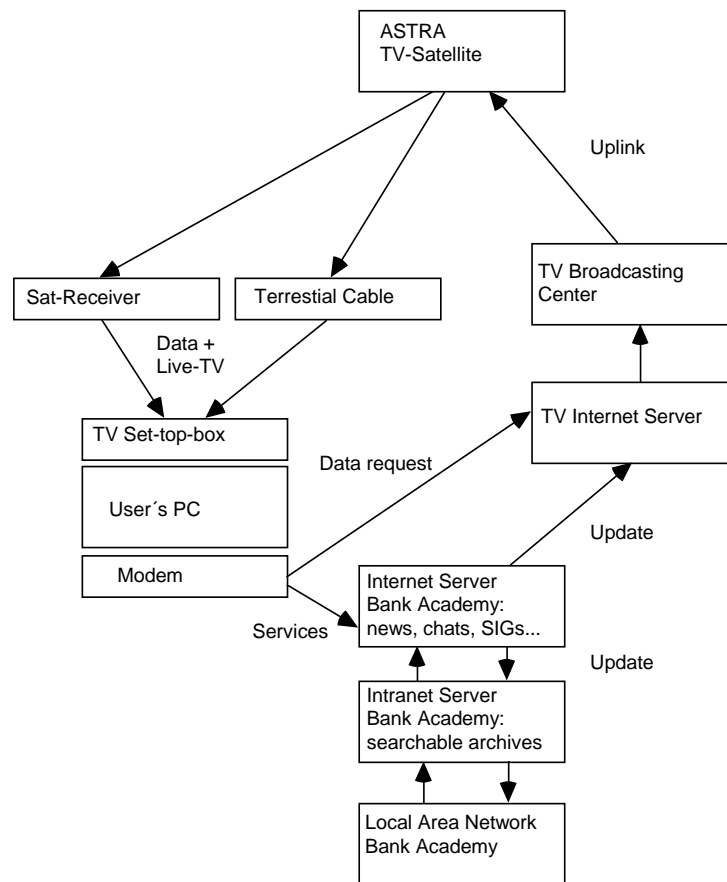 ASTRA
TV-Satellite
Uplink
TV Broadcasting
Center
Sat-Receiver
Terrestial Cable
Data +
Live-TV
TV Set-top-box
TV Internet Server
Data request
User´s PC
Update
Modem
Internet Server
Bank Academy:
news, chats, SIGs...
Services
Update
Intranet Server
Bank Academy:
searchable archives
Local Area Network
Bank Academy